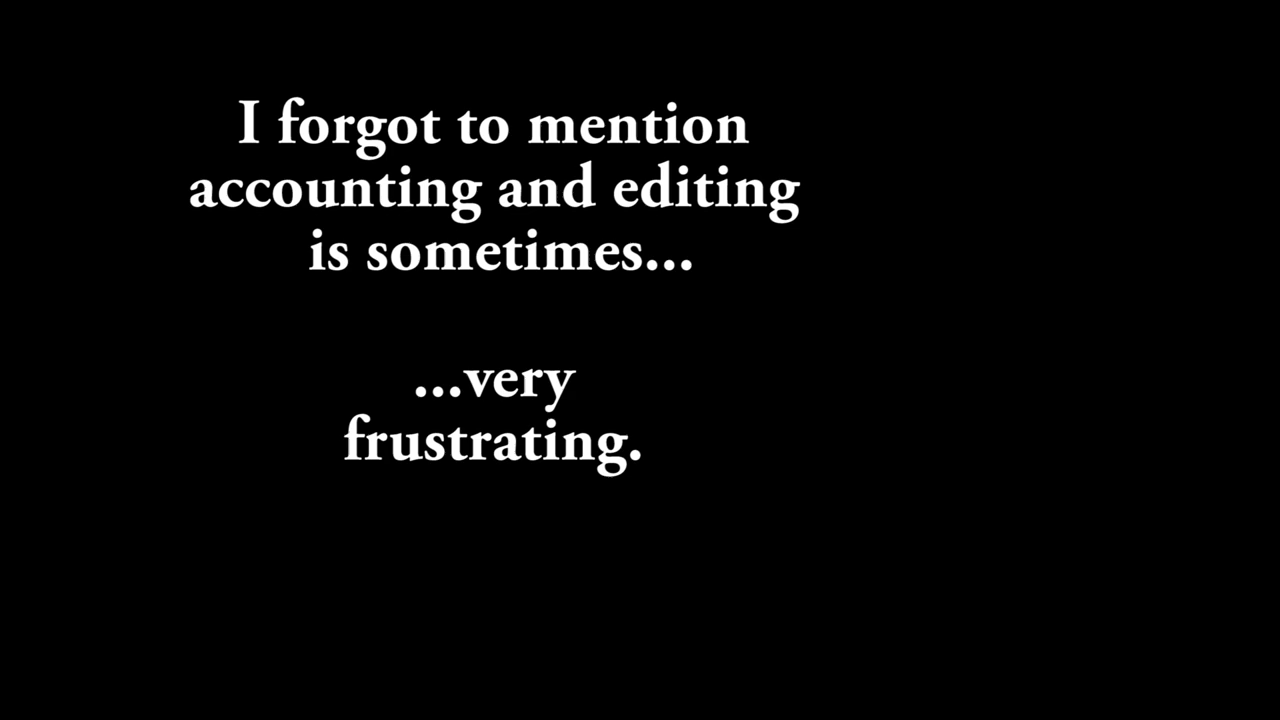 I forgot to mention
accounting and editing
is sometimes...
...very
frustrating.